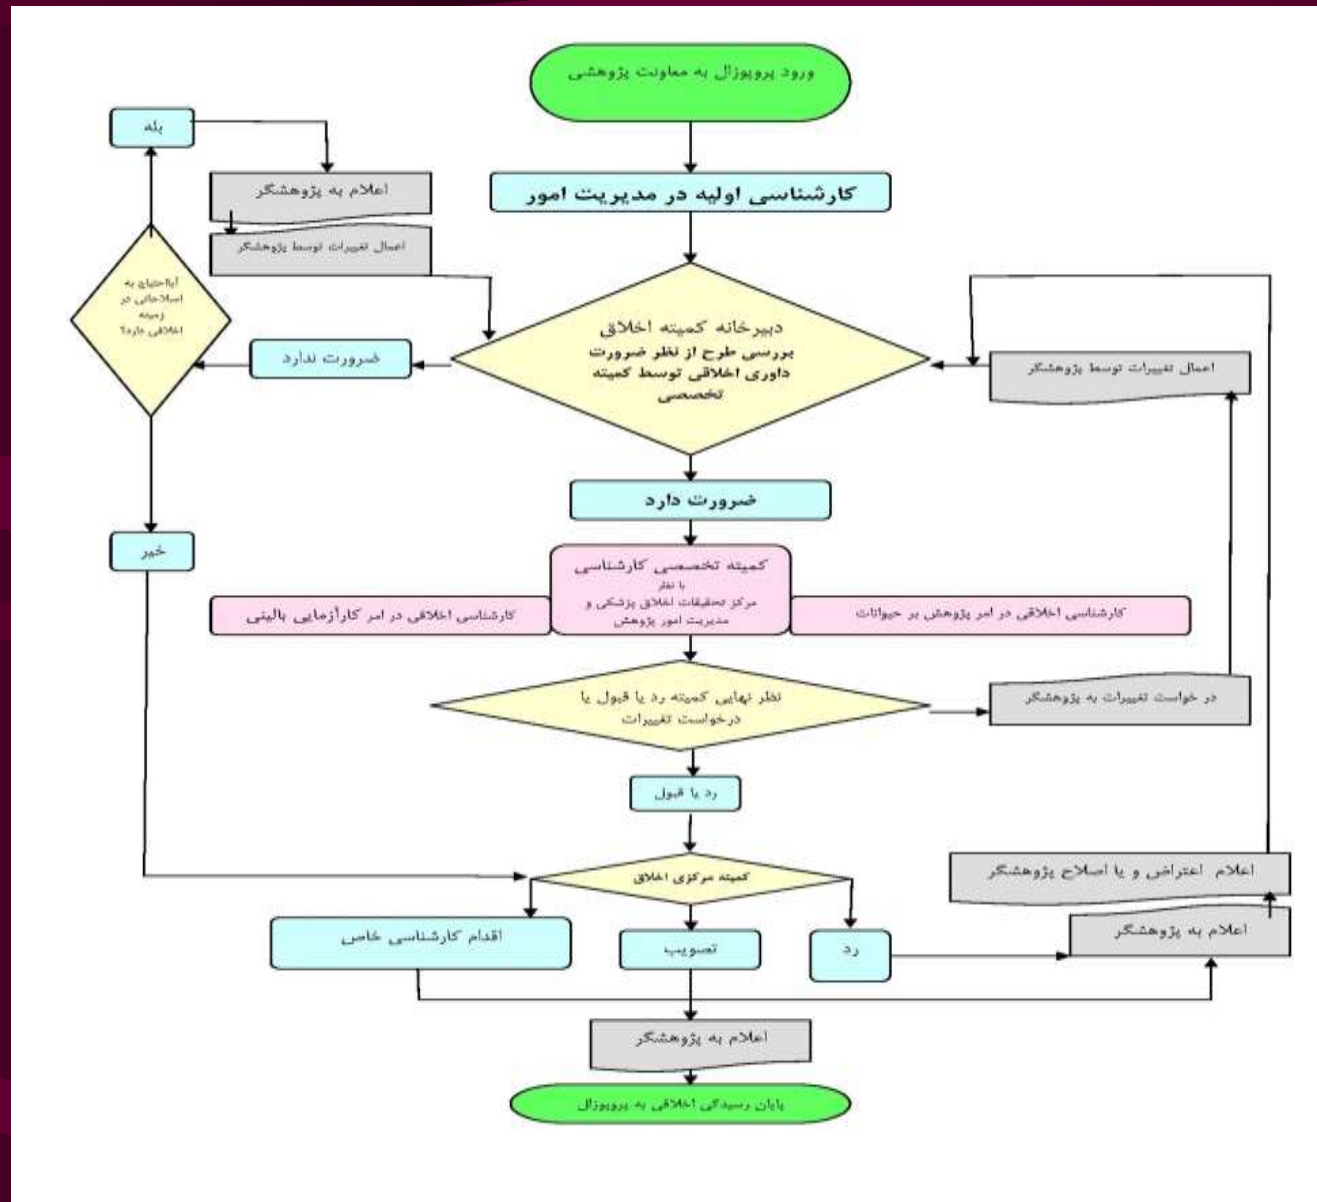 ورود پروپوزال به معاونت پژوهشی
بله
اعلام به پژوهشگر
کارشناسی اولیه در مدیریت امور
اعمال تغییرات توسط پژوهشگر
آیااحتیاج به
اصلاحاتی در
زمینه
اخلاقی دارد؟
دبیرخانه کمیته اخلاق
بررسی طرح از نظر ضرورت
داوری اخلاقی توسط کمیته
تخصصی
ضرورت ندارد
اعمال تغییرات توسط پژوهشگر
ضرورت دارد
خیر
کمیته تخصصی کارشناسی
با نظر
مرکز تحقیقات اخلاق پزشکی و
مدیریت امور پژوهش
کارشناسی اخلاقی در امر پژوهش بر حیوانات
کارشناسی اخلاقی در امر کارآزمایی بالینی
نظر نهایی کمیته رد یا قبول یا
درخواست تغییرات
در خواست تغییرات به پژوهشگر
رد یا قبول
کمیته مرکزی اخلاق
اعلام اعتراض و یا اصلاح پژوهشگر
اعلام به پژوهشگر
رد
تصویب
اقدام کارشناسی خاص
اعلام به پژوهشگر
پایان رسیدگی اخلاقی به پروپوزال